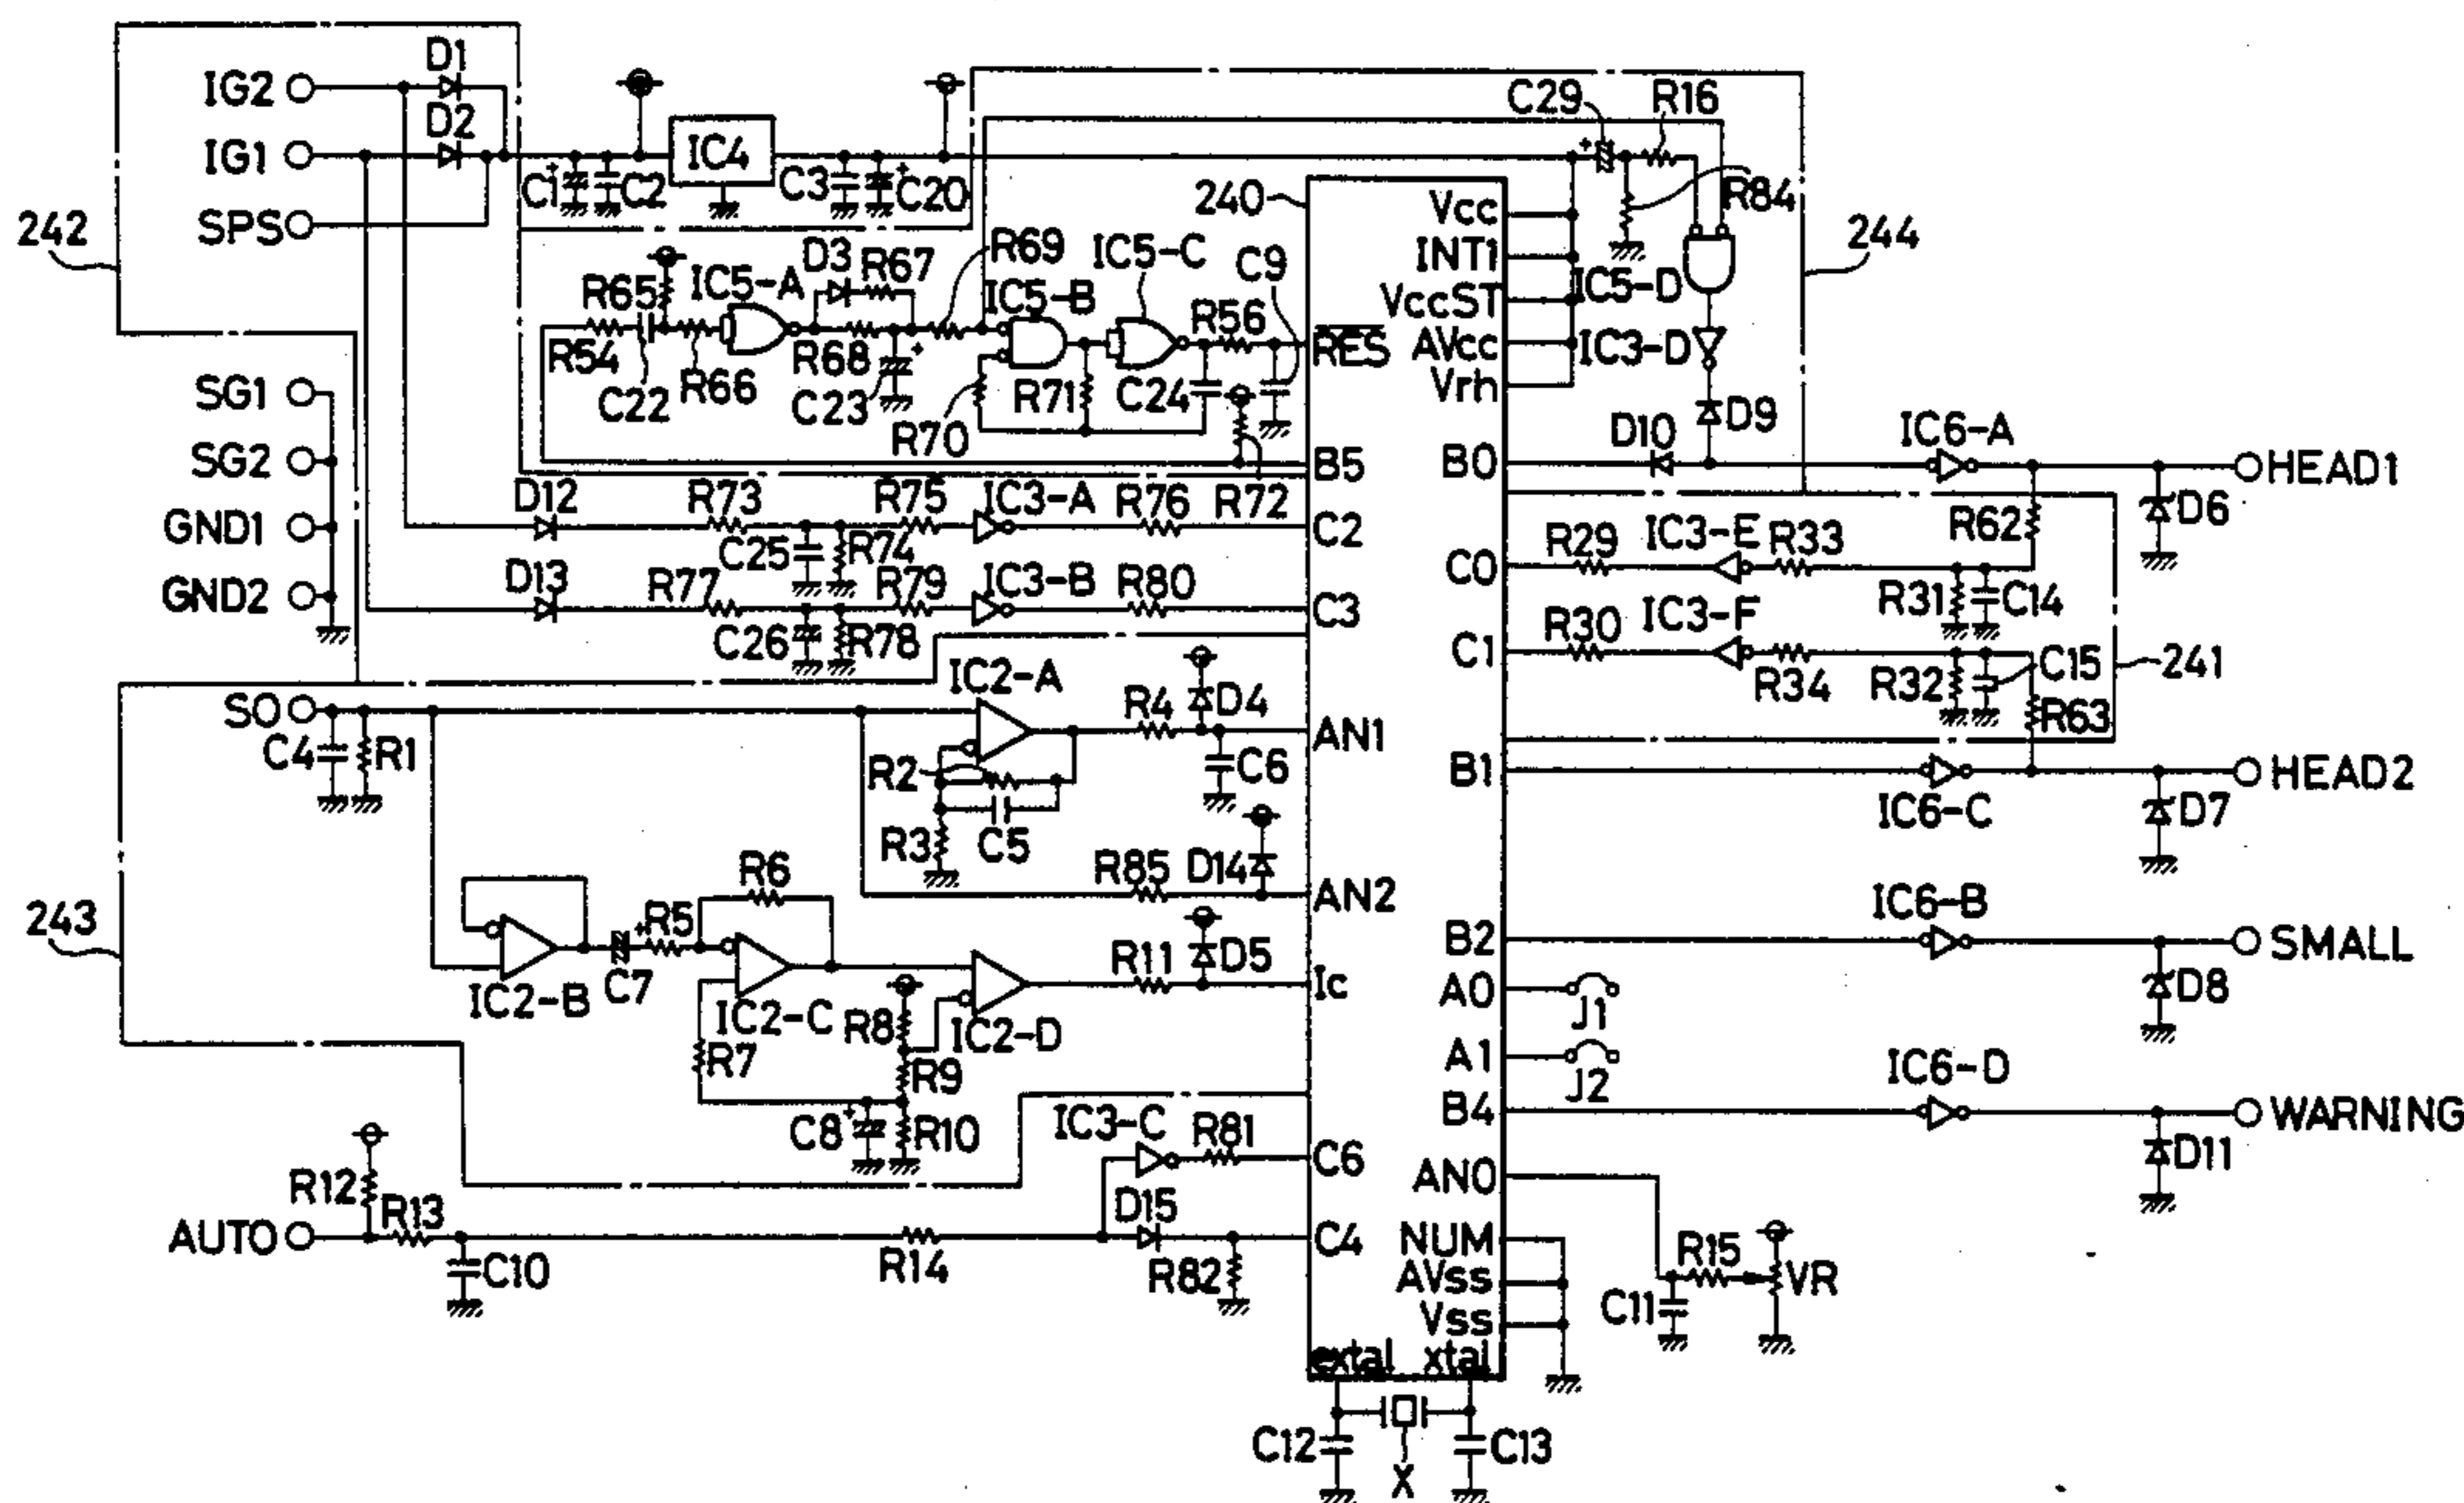 D1
IG2
D2
IG1
IC4
C1 + C2
C3 + C20
SPS
242
C29 R16
+
R84
240
Vcc
INT1
VccST
AVcc
Vrh
RES
IC5-D
IC3-D
244
R65 IC5-A D3 R67 R69 IC5-C C9
IC5-B
R54 C22 R66 R68 C23 + R56
R70 R71 C24
R72
B5
B0
D10 D9
IC6-A
HEAD1
D6
SG1
SG2
GND1
GND2
D12 R73 R75 IC3-A R76
C25 R74
C2
D13 R77 R79 IC3-B R80
C26 R78
C3
C0
R29 IC3-E R33 R62
R31 C14
C1
R30 IC3-F R34 R32 C15
R63
241
SO
C4 R1
IC2-A
R4 D4
AN1
R2
C6
R3 C5
B1
IC6-C
HEAD2
D7
R85 D14
AN2
243
R6
+ R5
IC2-B C7
IC2-C R8
IC2-D
R11 D5
Ic
R7 R9
C8 + R10
B2
IC6-B
SMALL
D8
A0
J1
A1
J2
B4
IC6-D
WARNING
D11
IC3-C R81
C6
AN0
R12
R13
AUTO
C10
R14
D15
R82
C4
NUM
AVss
Vss
R15
VR
C11
extal xtal
C12 C13
X